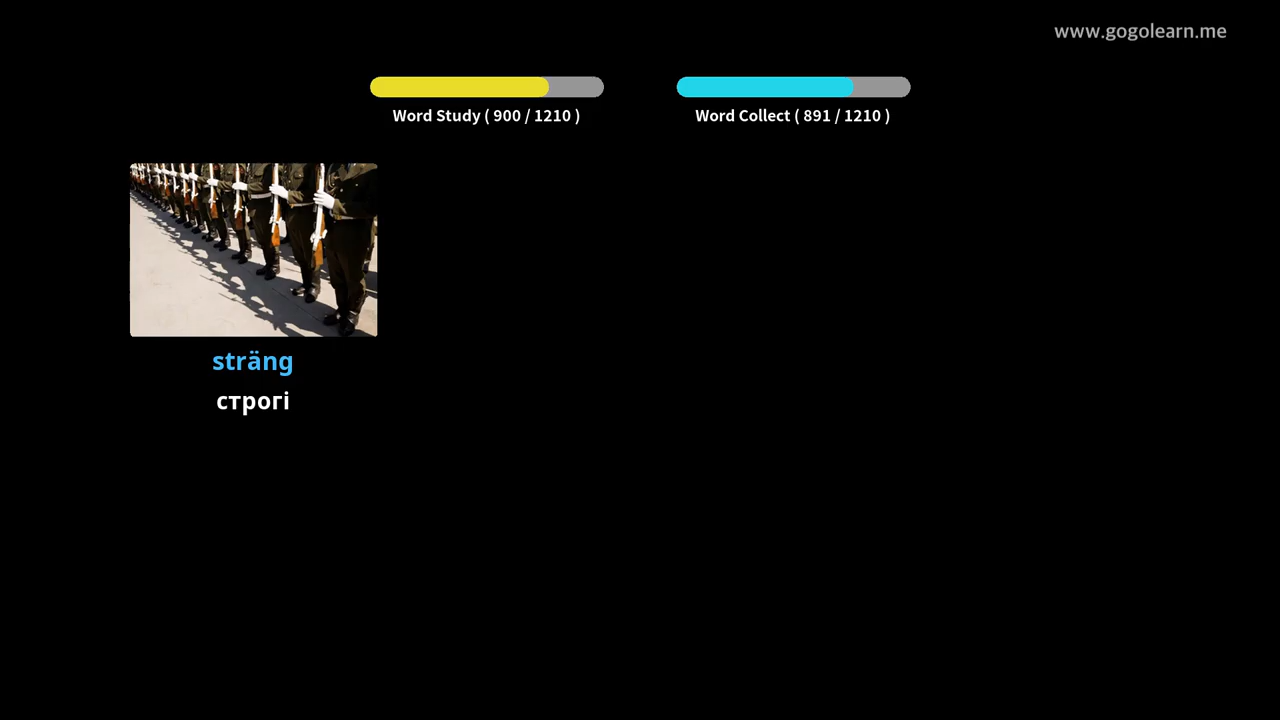 www.gogolearn.me
Word Study ( 900 / 1210 )
Word Collect ( 891 / 1210 )
sträng
строгі